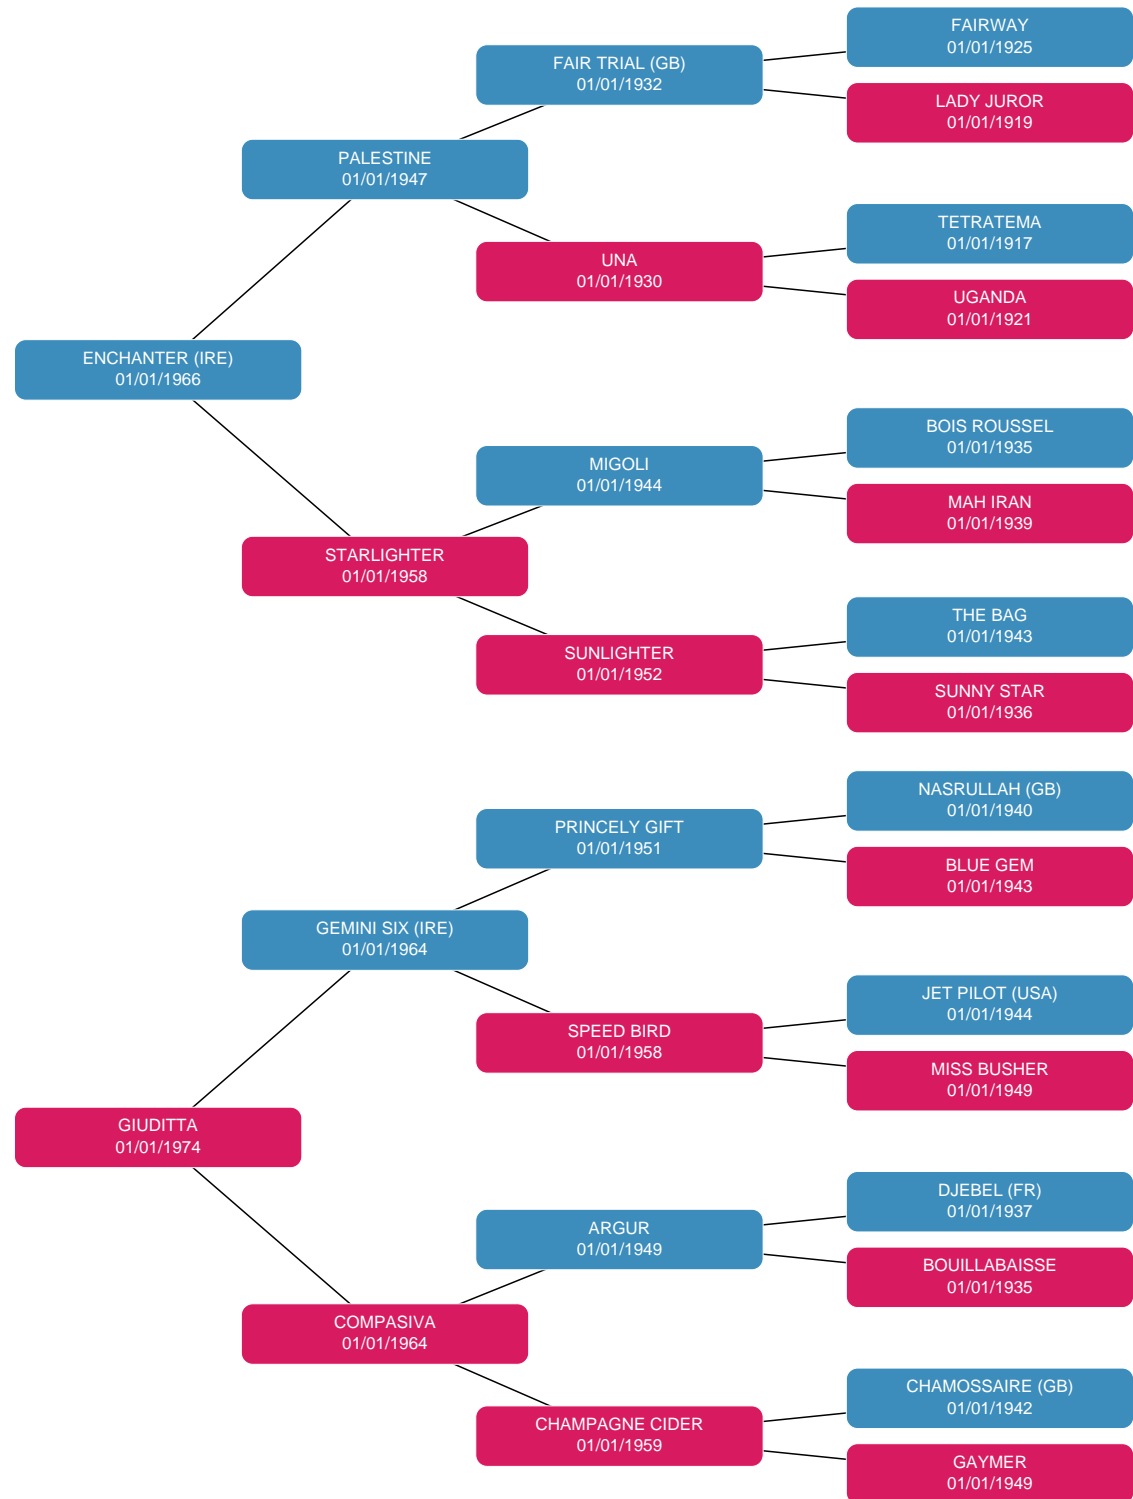 FAIRWAY
01/01/1925
FAIR TRIAL (GB)
01/01/1932
LADY JUROR
01/01/1919
PALESTINE
01/01/1947
TETRATEMA
01/01/1917
UNA
01/01/1930
UGANDA
01/01/1921
ENCHANTER (IRE)
01/01/1966
BOIS ROUSSEL
01/01/1935
MIGOLI
01/01/1944
MAH IRAN
01/01/1939
STARLIGHTER
01/01/1958
THE BAG
01/01/1943
SUNLIGHTER
01/01/1952
SUNNY STAR
01/01/1936
NASRULLAH (GB)
01/01/1940
PRINCELY GIFT
01/01/1951
BLUE GEM
01/01/1943
GEMINI SIX (IRE)
01/01/1964
JET PILOT (USA)
01/01/1944
SPEED BIRD
01/01/1958
MISS BUSHER
01/01/1949
GIUDITTA
01/01/1974
DJEBEL (FR)
01/01/1937
ARGUR
01/01/1949
BOUILLABAISSE
01/01/1935
COMPASIVA
01/01/1964
CHAMOSSAIRE (GB)
01/01/1942
CHAMPAGNE CIDER
01/01/1959
GAYMER
01/01/1949